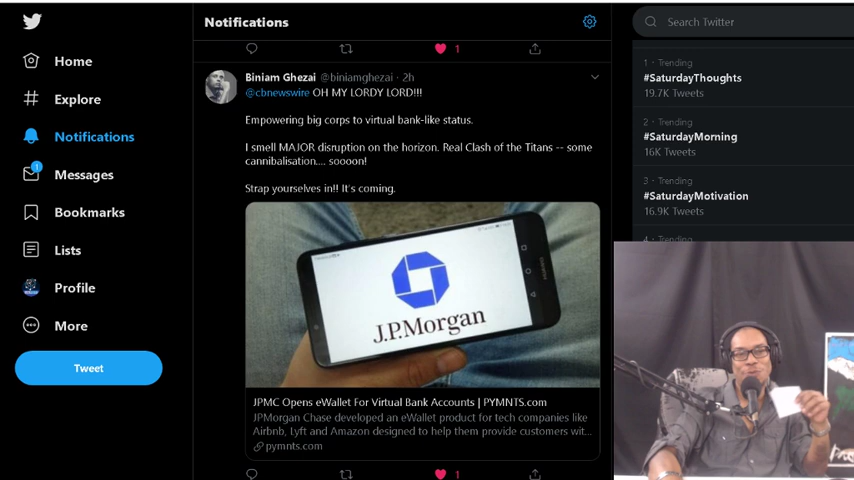 Notifications
Search Twitter
Home
Explore
Notifications
1
Messages
Bookmarks
Lists
Profile
More
Tweet
1
Biniam Ghezai @biniamghezai · 2h
@cbnewswire OH MY LORDY LORD!!!
Empowering big corps to virtual bank-like status.
I smell MAJOR disruption on the horizon. Real Clash of the Titans -- some
cannibalisation.... sooooon!
Strap yourselves in!! It's coming.
J.P.Morgan
JPMC Opens eWallet For Virtual Bank Accounts | PYMNTS.com
JPMorgan Chase developed an eWallet product for tech companies like
Airbnb, Lyft and Amazon designed to help them provide customers wit...
pymnts.com
1
1 · Trending
#SaturdayThoughts
19.7K Tweets
2 · Trending
#SaturdayMorning
16K Tweets
3 · Trending
#SaturdayMotivation
16.9K Tweets
4 · Trending